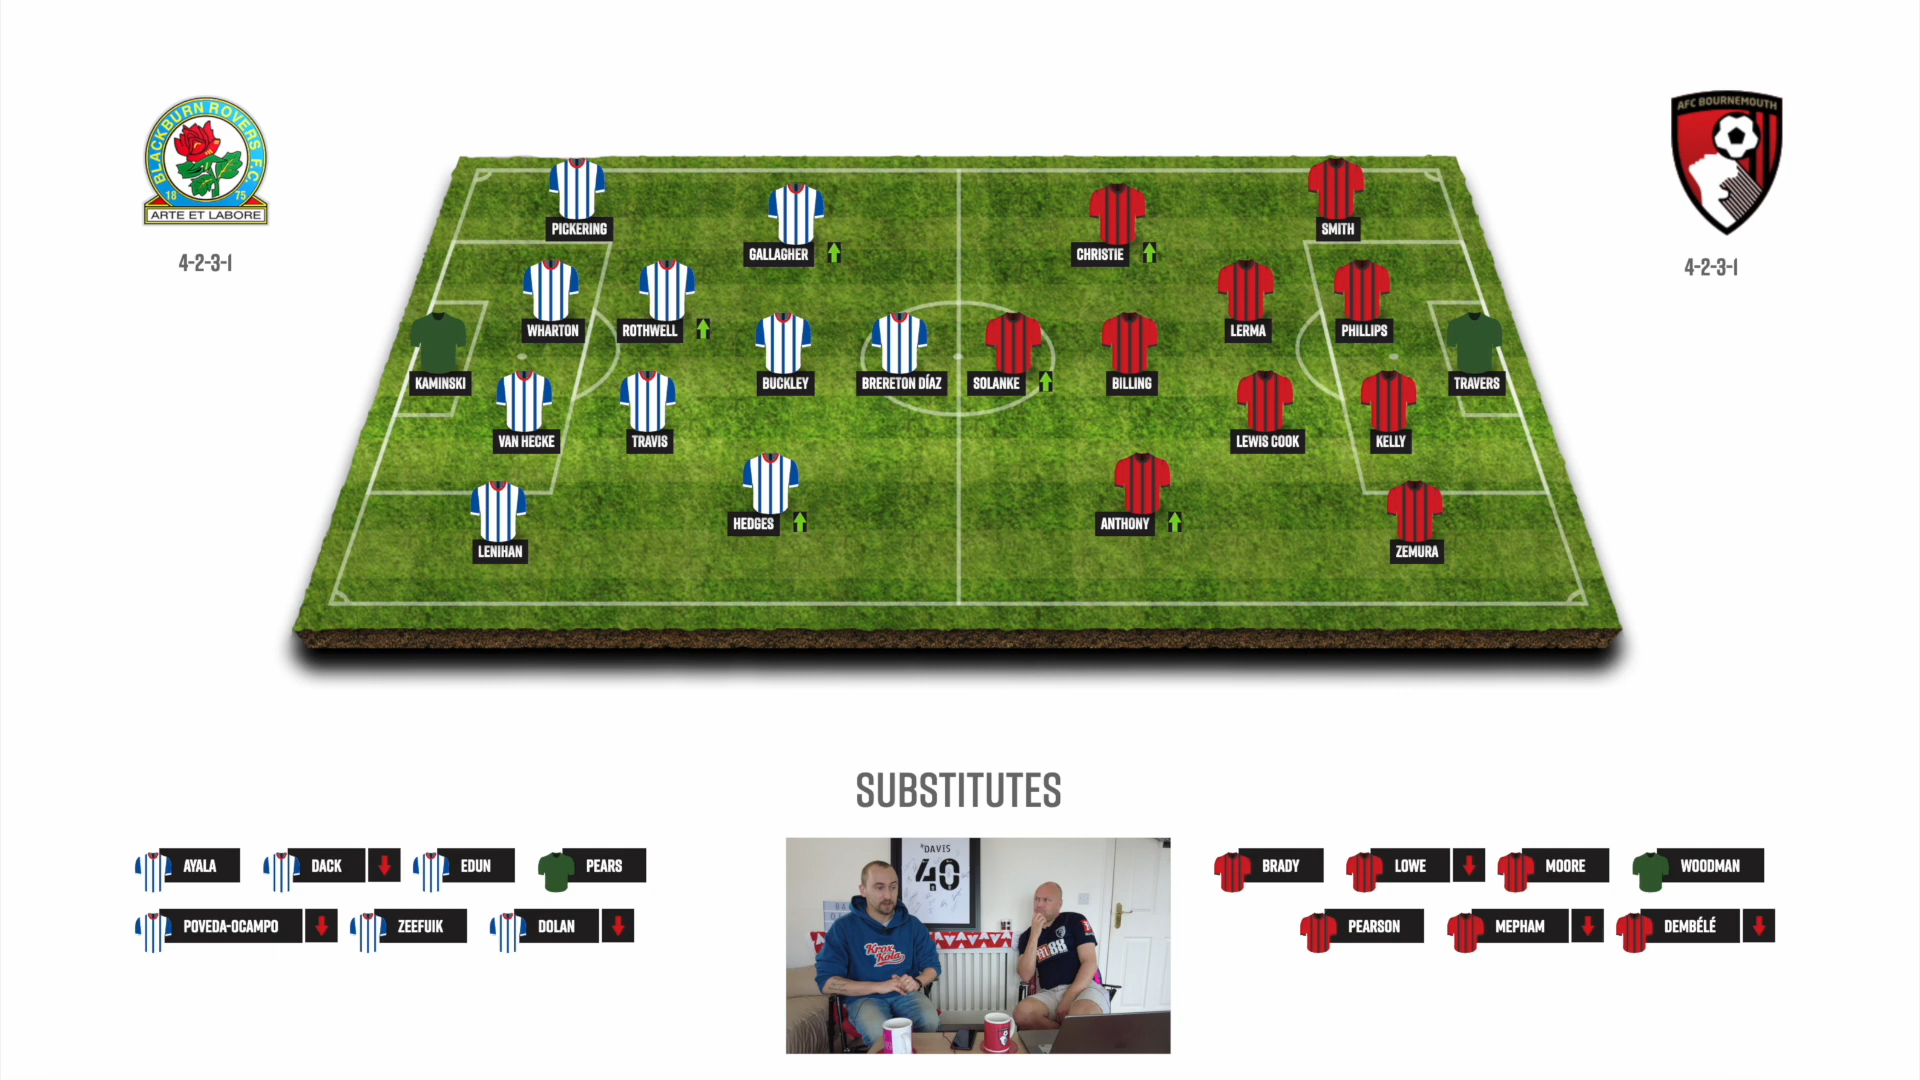 BLACKBURN ROVERS F.C.
18 75
ARTE ET LABORE
4-2-3-1
AFC BOURNEMOUTH
4-2-3-1
PICKERING
SMITH
GALLAGHER
CHRISTIE
WHARTON
ROTHWELL
LERMA
PHILLIPS
KAMINSKI
BUCKLEY
BRERETON DÍAZ
SOLANKE
BILLING
TRAVERS
VAN HECKE
TRAVIS
LEWIS COOK
KELLY
HEDGES
ANTHONY
LENIHAN
ZEMURA
SUBSTITUTES
AYALA
DACK
EDUN
PEARS
POVEDA-OCAMPO
ZEEFUIK
DOLAN
DAVIS
40
Krox
Kola
88
BRADY
LOWE
MOORE
WOODMAN
PEARSON
MEPHAM
DEMBÉLÉ